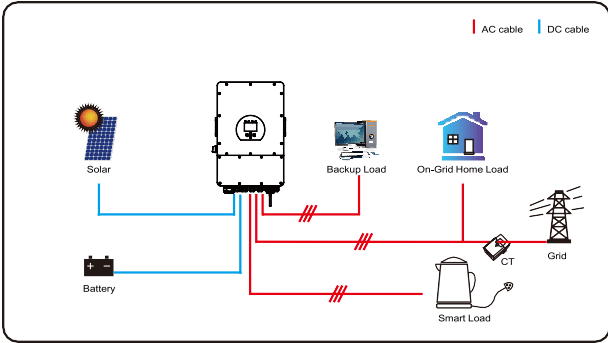 AC cable DC cable
Solar
Backup Load
On-Grid Home Load
CT
Grid
Battery
Smart Load